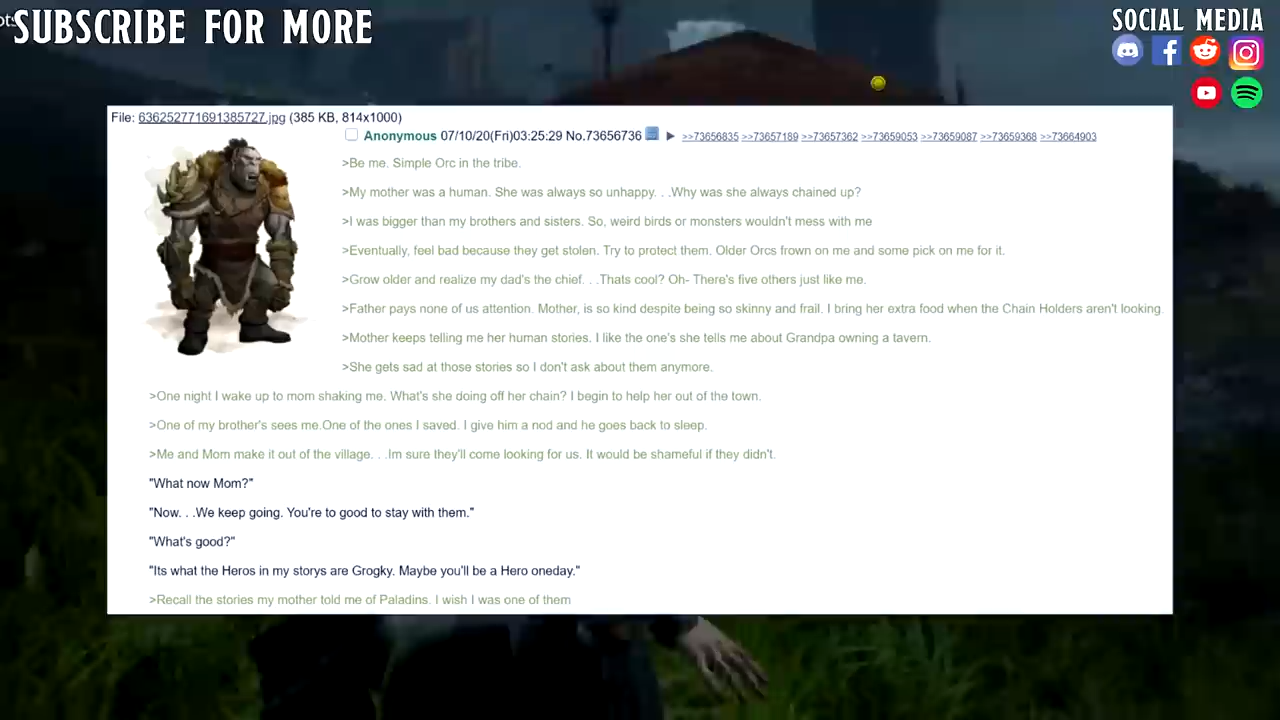 SUBSCRIBE FOR MORE
SOCIAL MEDIA
File: 636252771691385727.jpg (385 KB, 814x1000)
Anonymous 07/10/20(Fri)03:25:29 No.73656736 >>73656835 >>73657189 >>73657362 >>73659053 >>73659087 >>73659368 >>73664903
>Be me. Simple Orc in the tribe.
>My mother was a human. She was always so unhappy. . .Why was she always chained up?
>I was bigger than my brothers and sisters. So, weird birds or monsters wouldn't mess with me
>Eventually, feel bad because they get stolen. Try to protect them. Older Orcs frown on me and some pick on me for it.
>Grow older and realize my dad's the chief. . .Thats cool? Oh- There's five others just like me.
>Father pays none of us attention. Mother, is so kind despite being so skinny and frail. I bring her extra food when the Chain Holders aren't looking.
>Mother keeps telling me her human stories. I like the one's she tells me about Grandpa owning a tavern.
>She gets sad at those stories so I don't ask about them anymore.
>One night I wake up to mom shaking me. What's she doing off her chain? I begin to help her out of the town.
>One of my brother's sees me.One of the ones I saved. I give him a nod and he goes back to sleep.
>Me and Mom make it out of the village. . .Im sure they'll come looking for us. It would be shameful if they didn't.
"What now Mom?"
"Now. . .We keep going. You're to good to stay with them."
"What's good?"
"Its what the Heros in my storys are Grogky. Maybe you'll be a Hero oneday."
>Recall the stories my mother told me of Paladins. I wish I was one of them